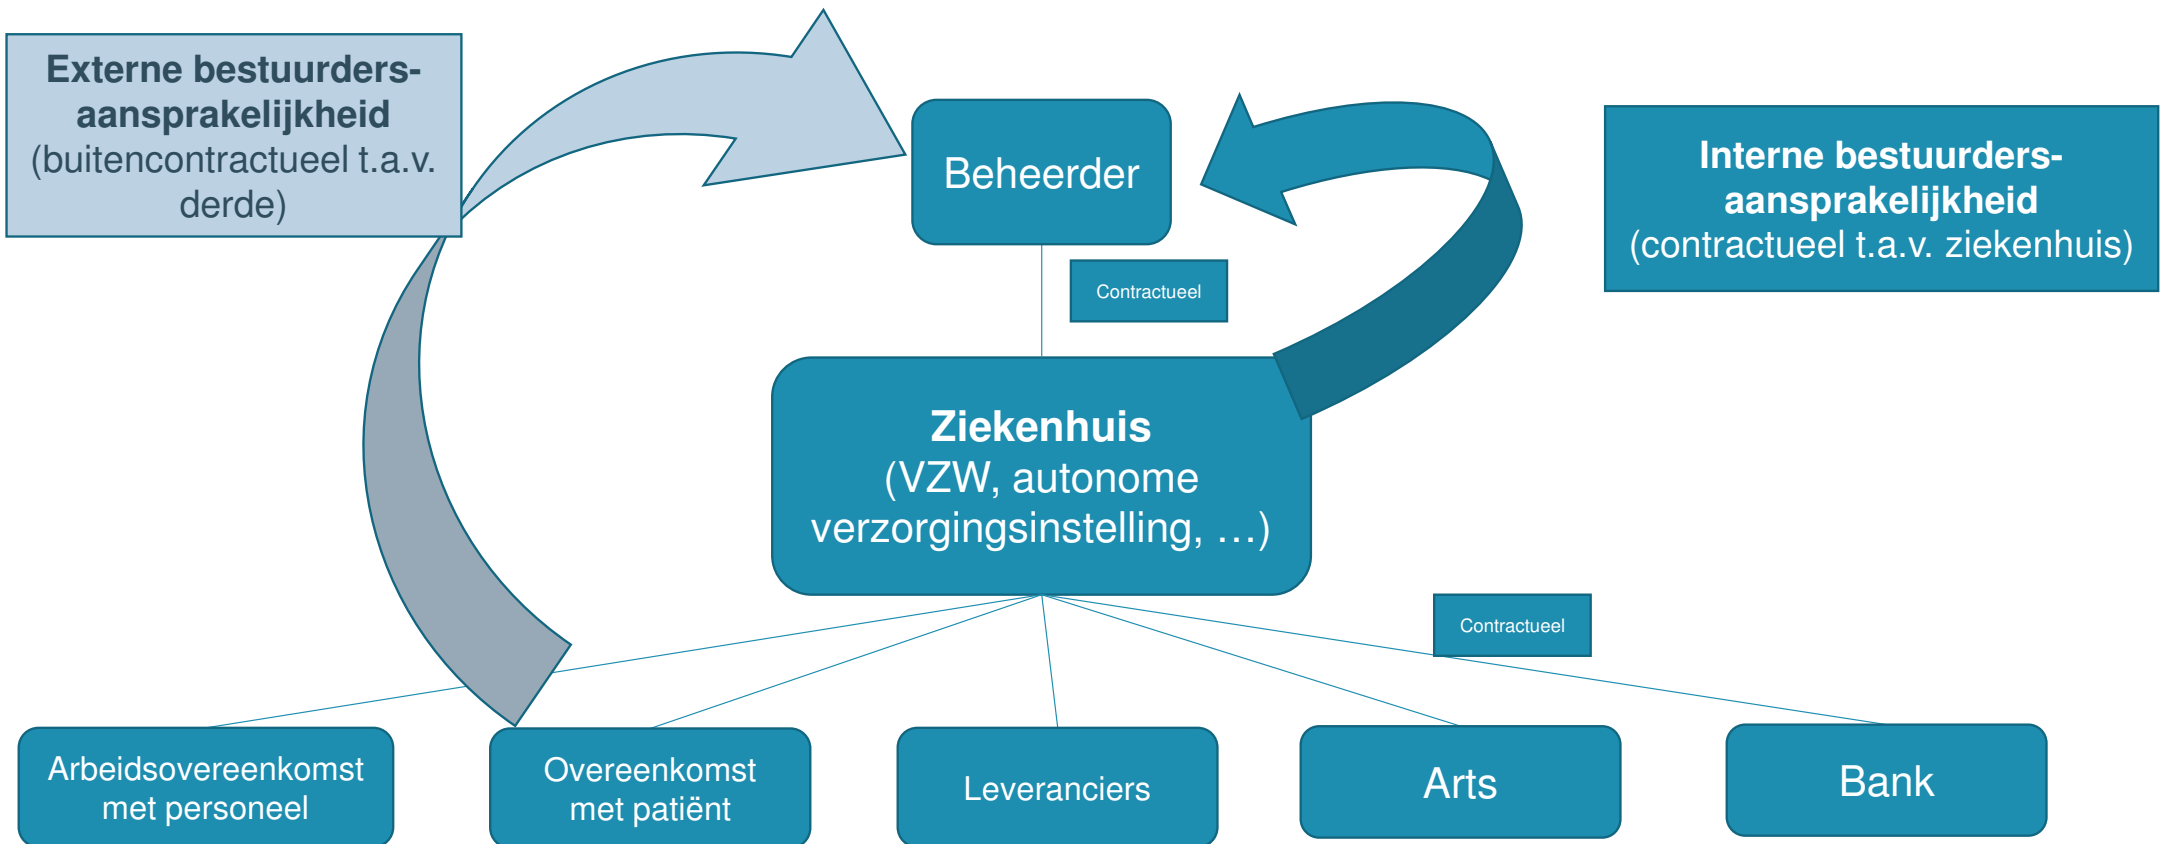 Externe bestuurders-
aansprakelijkheid
(buitencontractueel t.a.v.
derde)
Beheerder
Interne bestuurders-
aansprakelijkheid
(contractueel t.a.v. ziekenhuis)
Contractueel
Ziekenhuis
(VZW, autonome
verzorgingsinstelling, …)
Contractueel
Arbeidsovereenkomst
met personeel
Overeenkomst
met patiënt
Leveranciers
Arts
Bank